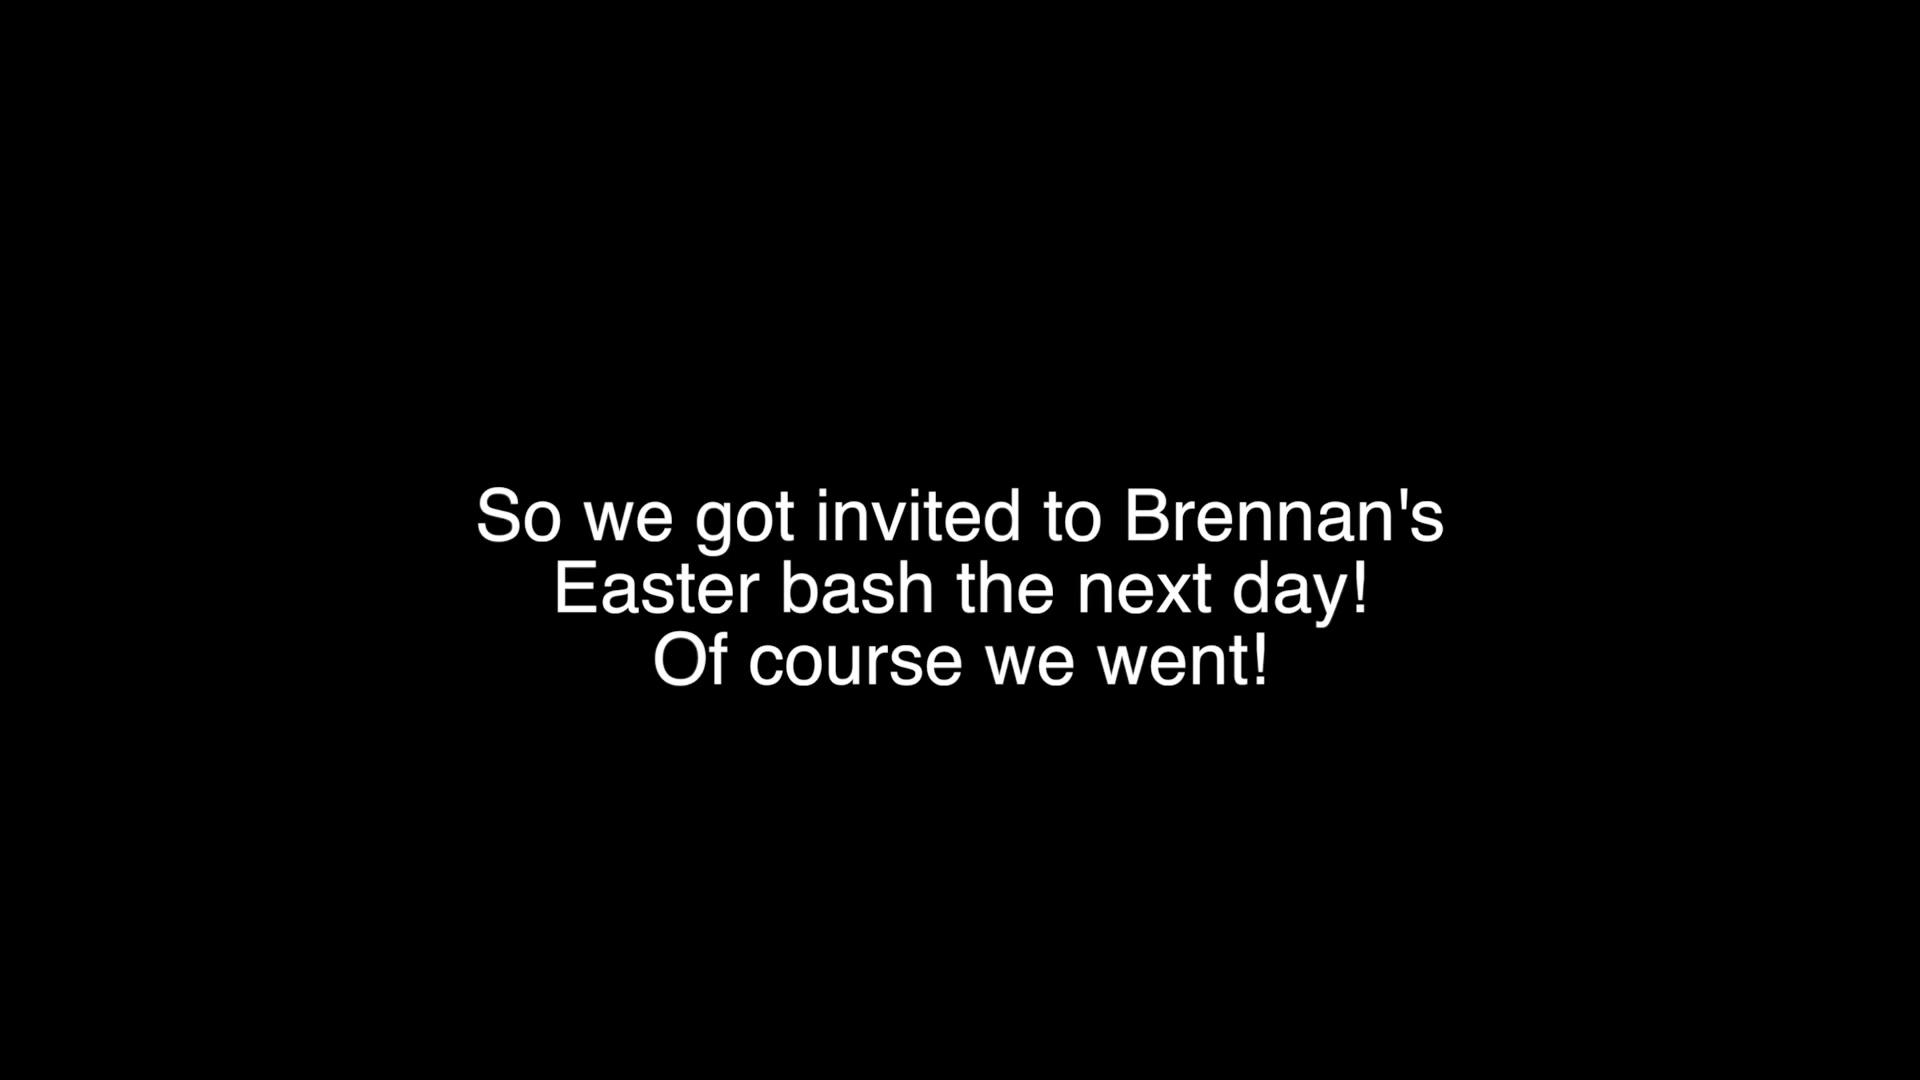 So we got invited to Brennan's
Easter bash the next day!
Of course we went!